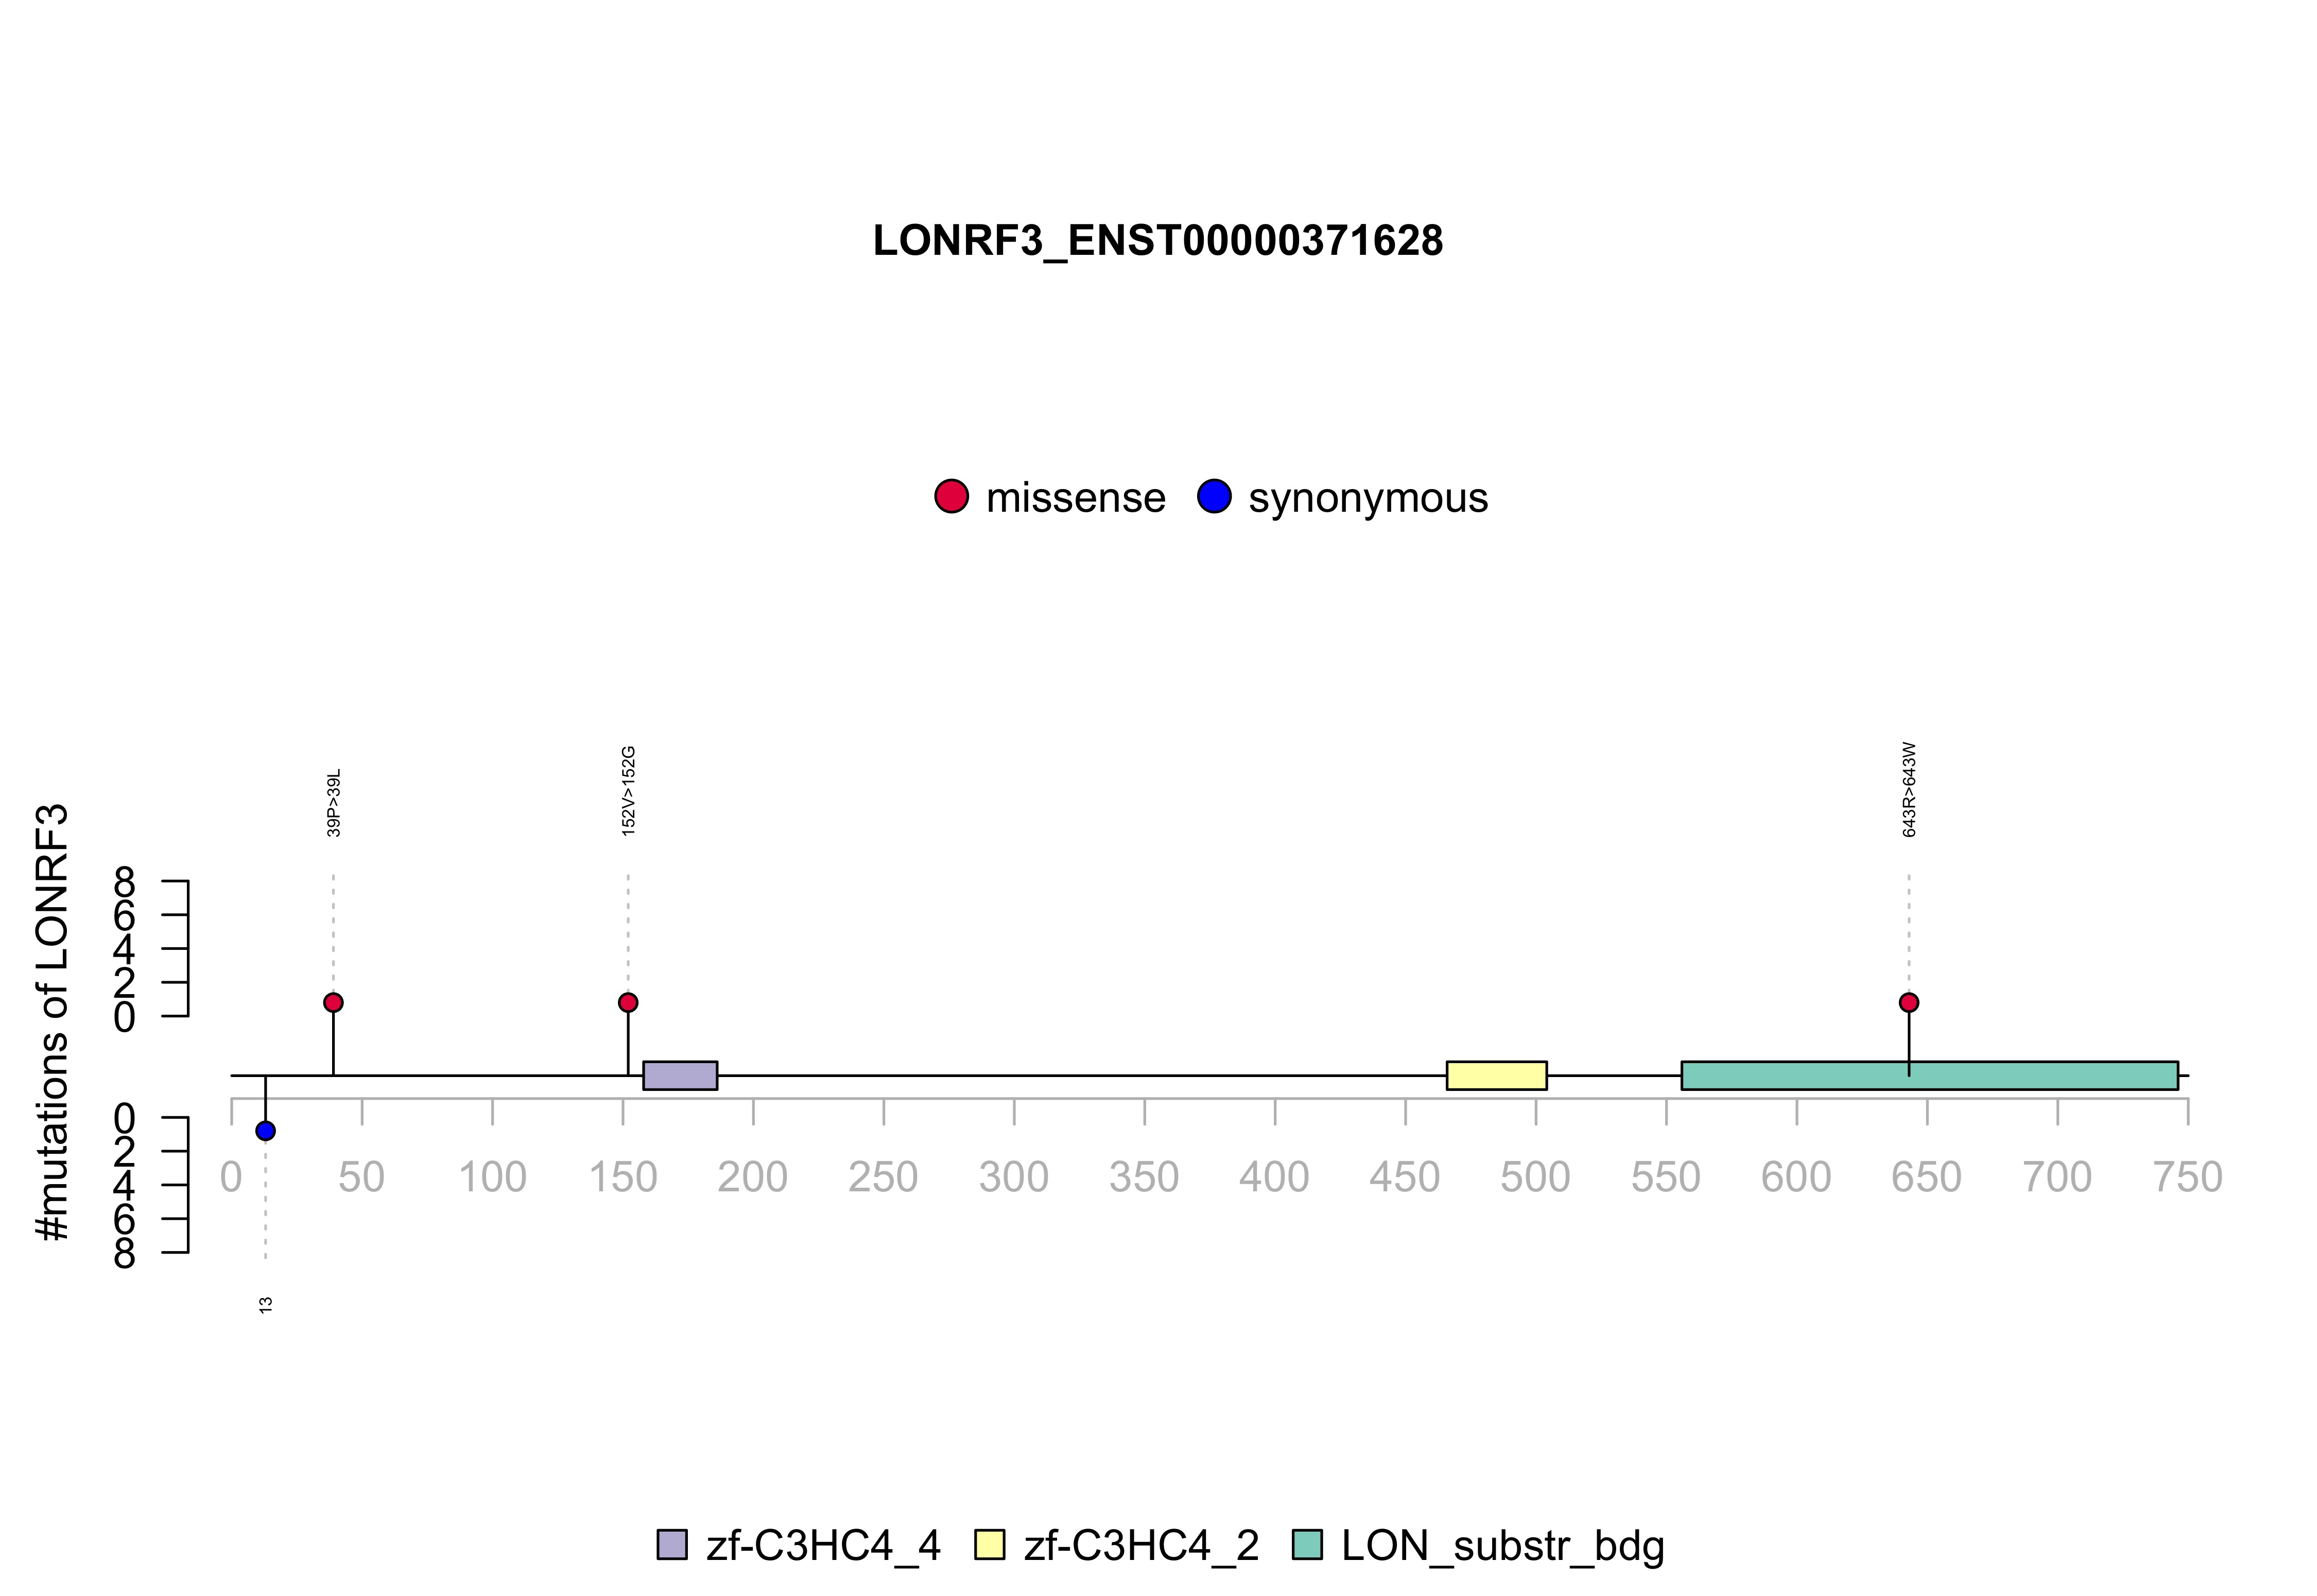 LONRF3_ENST00000371628
missense synonymous
39P>39L 152V>152G 643R>643W
#mutations of LONRF3
8
6
4
2
0
0
2
4
6
8
0 50 100 150 200 250 300 350 400 450 500 550 600 650 700 750
13
zf-C3HC4_4 zf-C3HC4_2 LON_substr_bdg